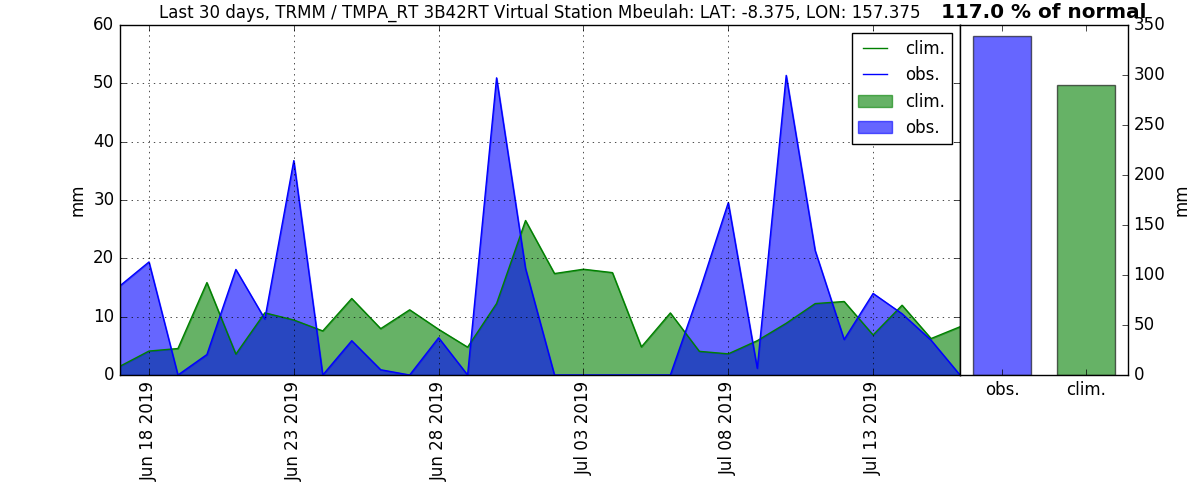 Last 30 days, TRMM / TMPA_RT 3B42RT Virtual Station Mbeulah: LAT: -8.375, LON: 157.375
117.0 % of normal
60
50
40
30
20
10
0
mm
clim.
obs.
clim.
obs.
Jun 18 2019
Jun 23 2019
Jun 28 2019
Jul 03 2019
Jul 08 2019
Jul 13 2019
350
300
250
200
150
100
50
0
mm
obs.
clim.